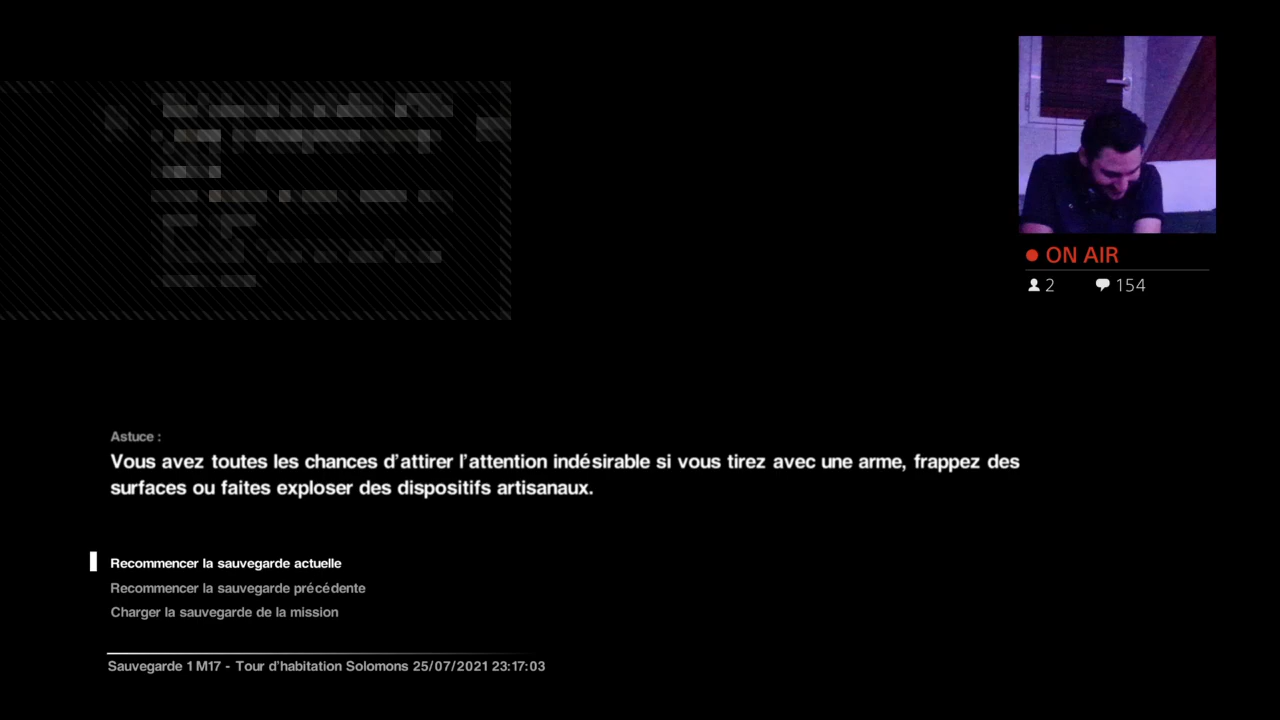 ON AIR
2 154
Astuce :
Vous avez toutes les chances d'attirer l'attention indésirable si vous tirez avec une arme, frappez des
surfaces ou faites exploser des dispositifs artisanaux.
Recommencer la sauvegarde actuelle
Recommencer la sauvegarde précédente
Charger la sauvegarde de la mission
Sauvegarde 1 M17 - Tour d'habitation Solomons 25/07/2021 23:17:03